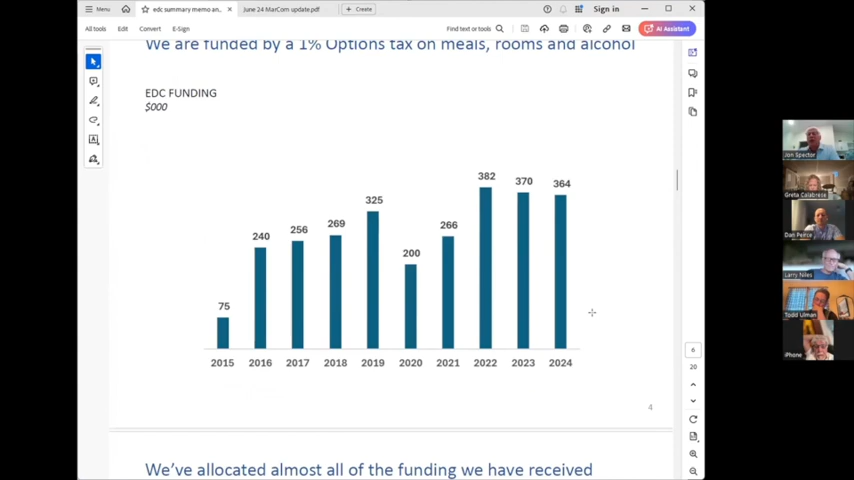 Menu
edc summary memo an...
June 24 MarCom update.pdf
Create
Sign in
All tools
Edit
Convert
E-Sign
Find text or tools
AI Assistant
We are funded by a 1% Options tax on meals, rooms and alcohol
EDC FUNDING
$000
382
370
364
325
269
256
240
266
200
75
2015 2016 2017 2018 2019 2020 2021 2022 2023 2024
4
We've allocated almost all of the funding we have received
6
20
Jon Spector
Greta Calabrese
Dan Peirce
Larry Niles
Todd Ulman
iPhone